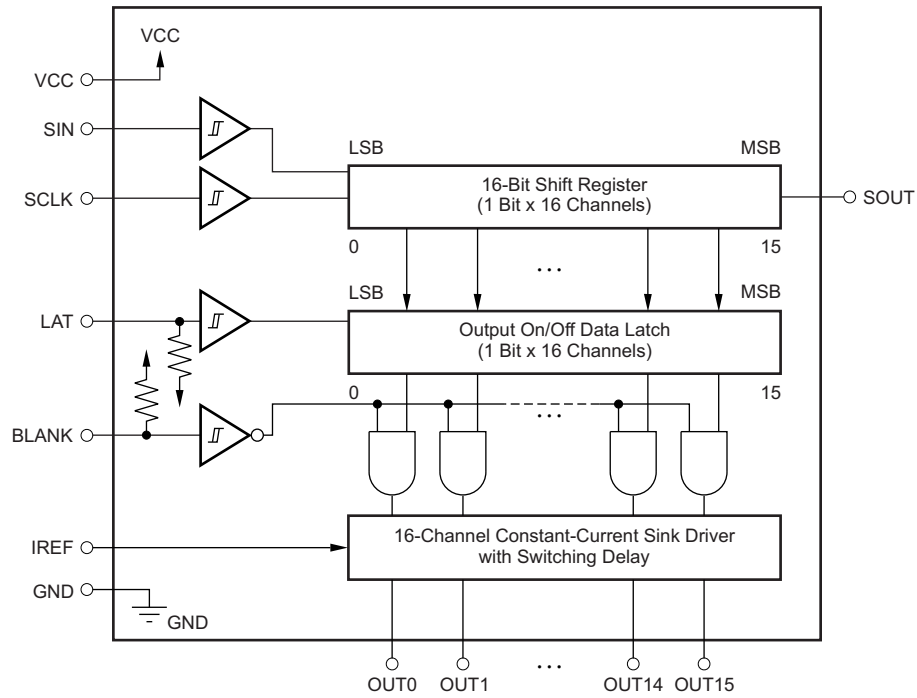 VCC
VCC
SIN
LSB
MSB
16-Bit Shift Register
(1 Bit x 16 Channels)
SCLK
SOUT
0
15
...
LSB
MSB
LAT
Output On/Off Data Latch
(1 Bit x 16 Channels)
0
15
...
BLANK
16-Channel Constant-Current Sink Driver
with Switching Delay
IREF
GND
GND
...
OUT0 OUT1 OUT14 OUT15